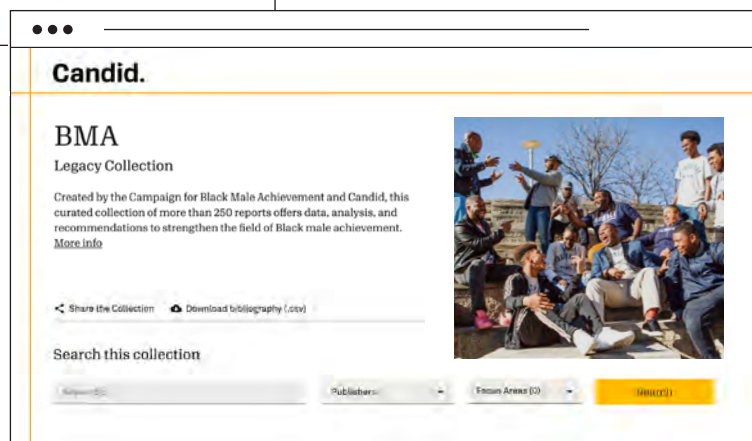 Candid.
BMA
Legacy Collection
Created by the Campaign for Black Male Achievement and Candid, this
curated collection of more than 250 reports offers data, analysis, and
recommendations to strengthen the field of Black male achievement.
More info
Share the Collection Download bibliography (.csv)
Search this collection
Publishers Focus Areas (0) Search